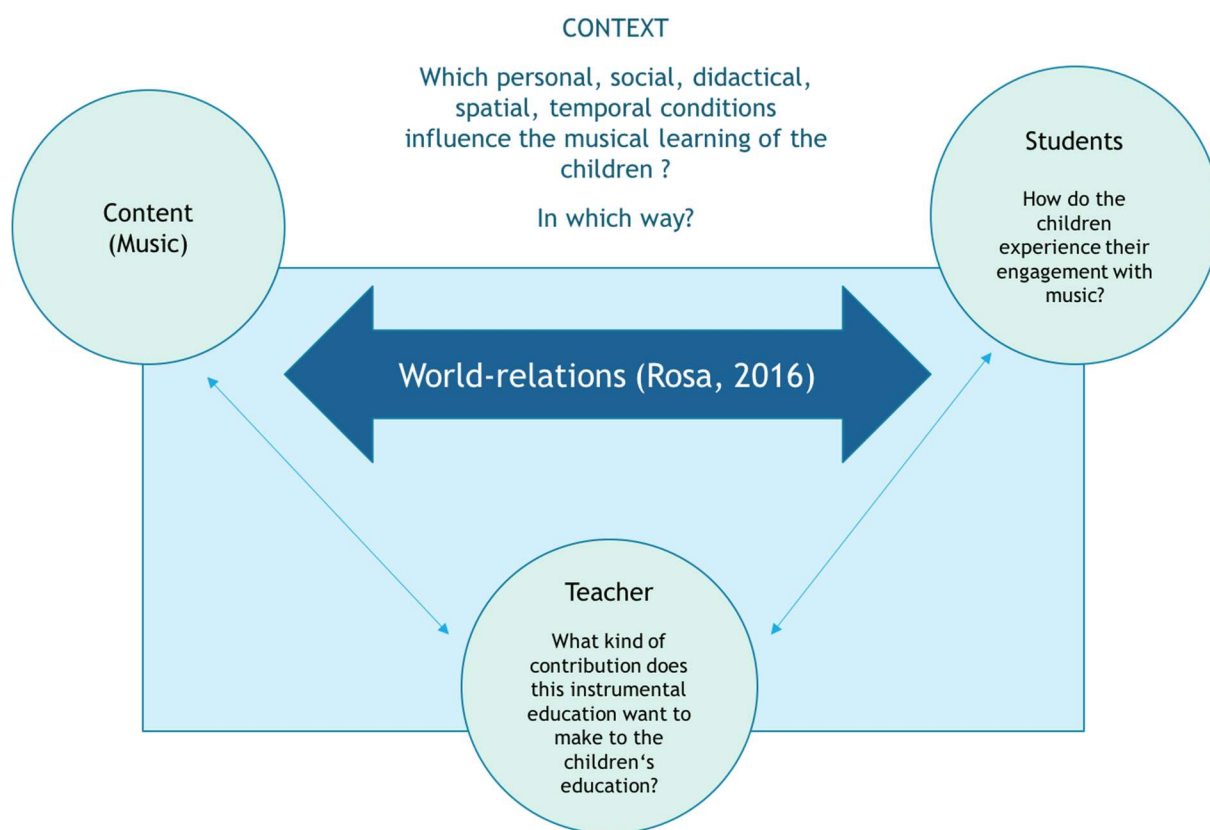 CONTEXT
Which personal, social, didactical,
spatial, temporal conditions
influence the musical learning of the
children ?
In which way?
Content
(Music)
Students
How do the
children
experience their
engagement with
music?
World-relations (Rosa, 2016)
Teacher
What kind of
contribution does
this instrumental
education want to
make to the
children‘s
education?